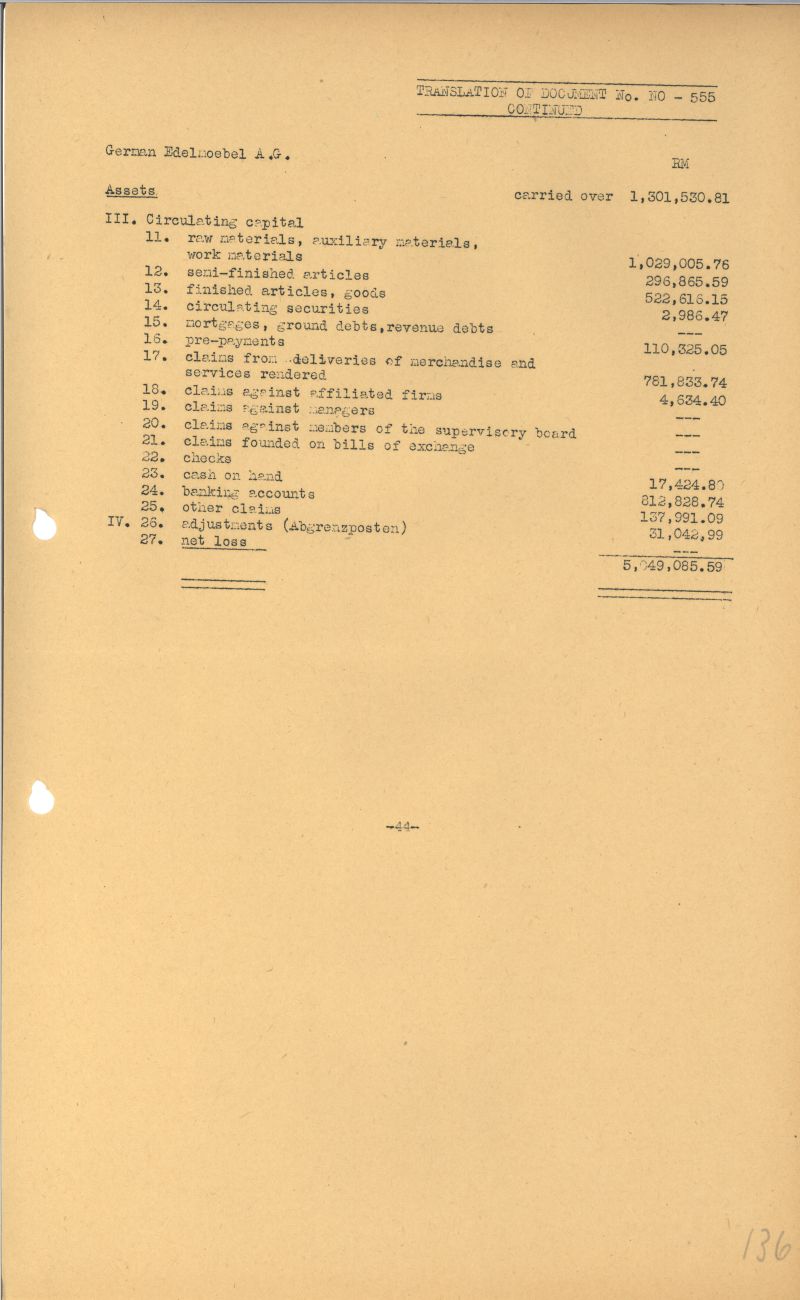 TRANSLATION OF DOCUMENT No. NO - 555
CONTINUED
German Edelmoebel A.G.
RM
Assets carried over 1,301,530.81
III. Circulating capital
11. raw materials, auxiliary materials,
work materials 1,029,005.76
12. semi-finished articles 296,865.59
13. finished articles, goods 522,616.15
14. circulating securities 2,986.47
15. mortgages, ground debts,revenue debts ---
16. pre-payments 110,325.05
17. claims from deliveries of merchandise and
services rendered 781,833.74
18. claims against affiliated firms 4,634.40
19. claims against managers ---
20. claims against members of the supervisory board ---
21. claims founded on bills of exchange ---
22. checks ---
23. cash on hand 17,424.80
24. banking accounts 812,828.74
25. other claims 137,991.09
IV. 26. adjustments (Abgrenzposten) 31,042,99
27. net loss ---
5,049,085.59
-44-
136